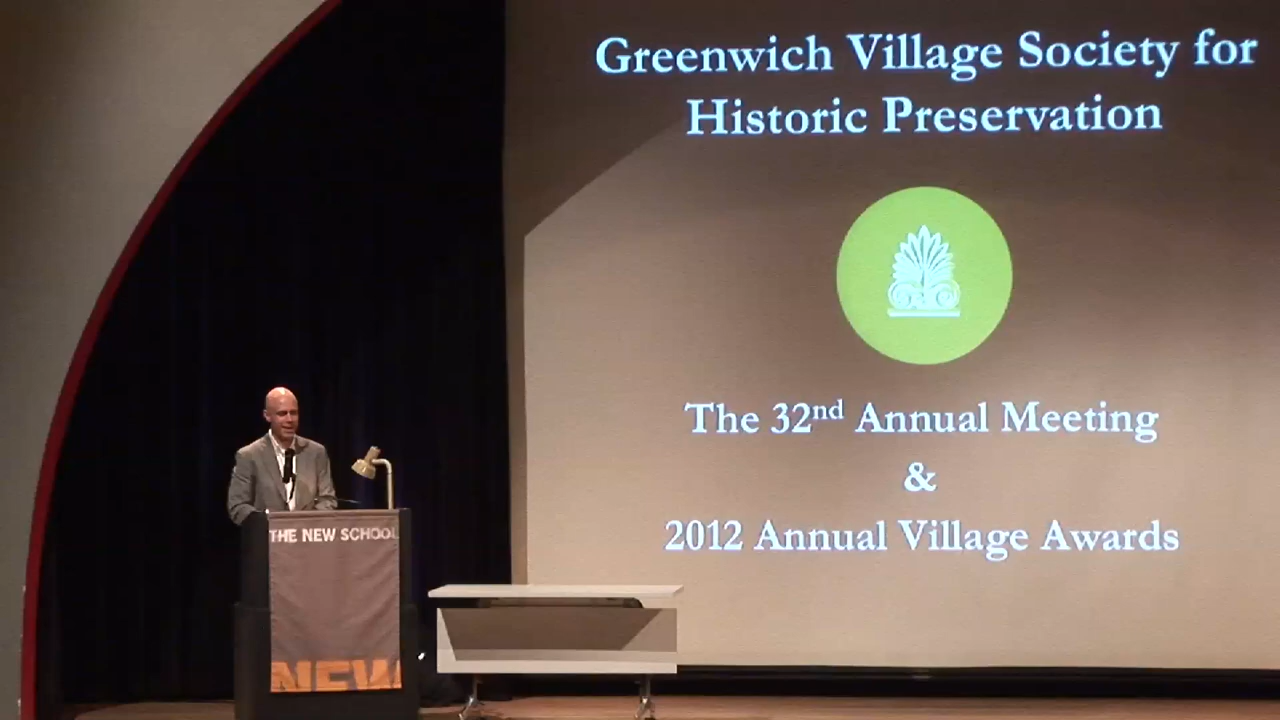 Greenwich Village Society for
Historic Preservation
The 32nd Annual Meeting
&
2012 Annual Village Awards
THE NEW SCHOOL
NEW